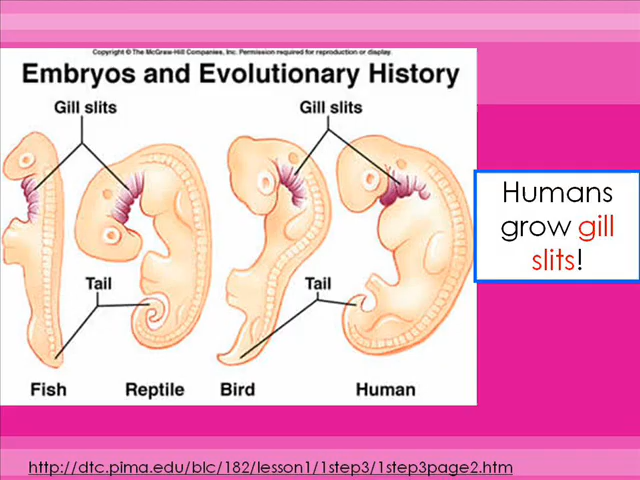 Copyright © The McGraw-Hill Companies, Inc. Permission required for reproduction or display.
Embryos and Evolutionary History
Gill slits
Gill slits
Humans
grow gill
slits!
Tail
Tail
Fish
Reptile
Bird
Human
http://dtc.pima.edu/blc/182/lesson1/1step3/1step3page2.htm